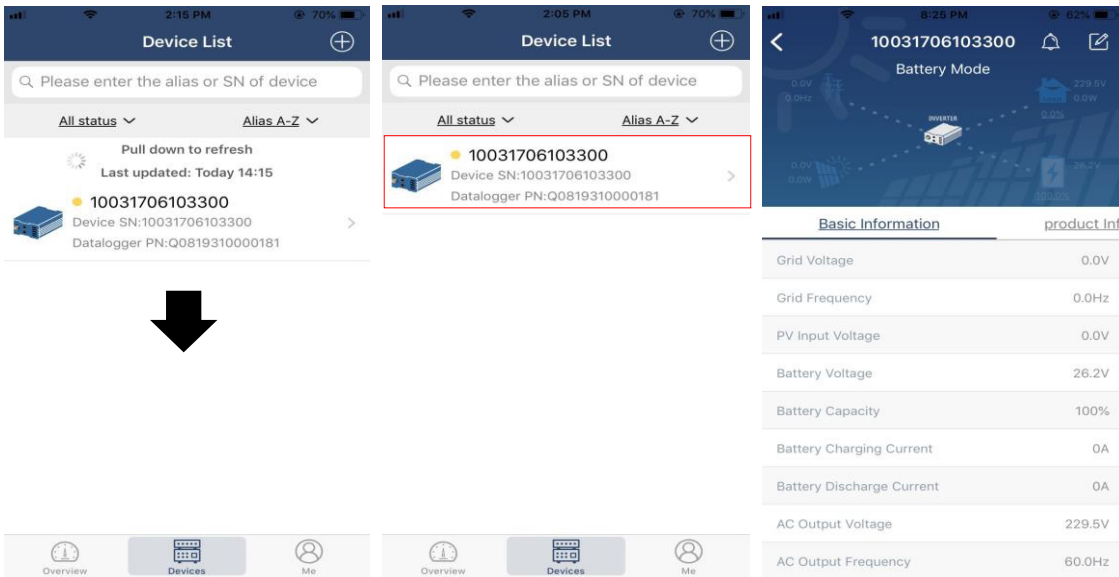 2:15 PM
70%
Device List
Please enter the alias or SN of device
All status
Alias A-Z
Pull down to refresh
Last updated: Today 14:15
10031706103300
Device SN:10031706103300
Datalogger PN:Q0819310000181
Overview
Devices
Me
2:05 PM
70%
Device List
Please enter the alias or SN of device
All status
Alias A-Z
10031706103300
Device SN:10031706103300
Datalogger PN:Q0819310000181
Overview
Devices
Me
8:25 PM
62%
10031706103300
Battery Mode
0.0V
0.0Hz
229.5V
0.0W
0.0%
INVERTER
0.0V
0.0W
26.2V
100.0%
Basic Information
product Inf
Grid Voltage 0.0V
Grid Frequency 0.0Hz
PV Input Voltage 0.0V
Battery Voltage 26.2V
Battery Capacity 100%
Battery Charging Current 0A
Battery Discharge Current 0A
AC Output Voltage 229.5V
AC Output Frequency 60.0Hz